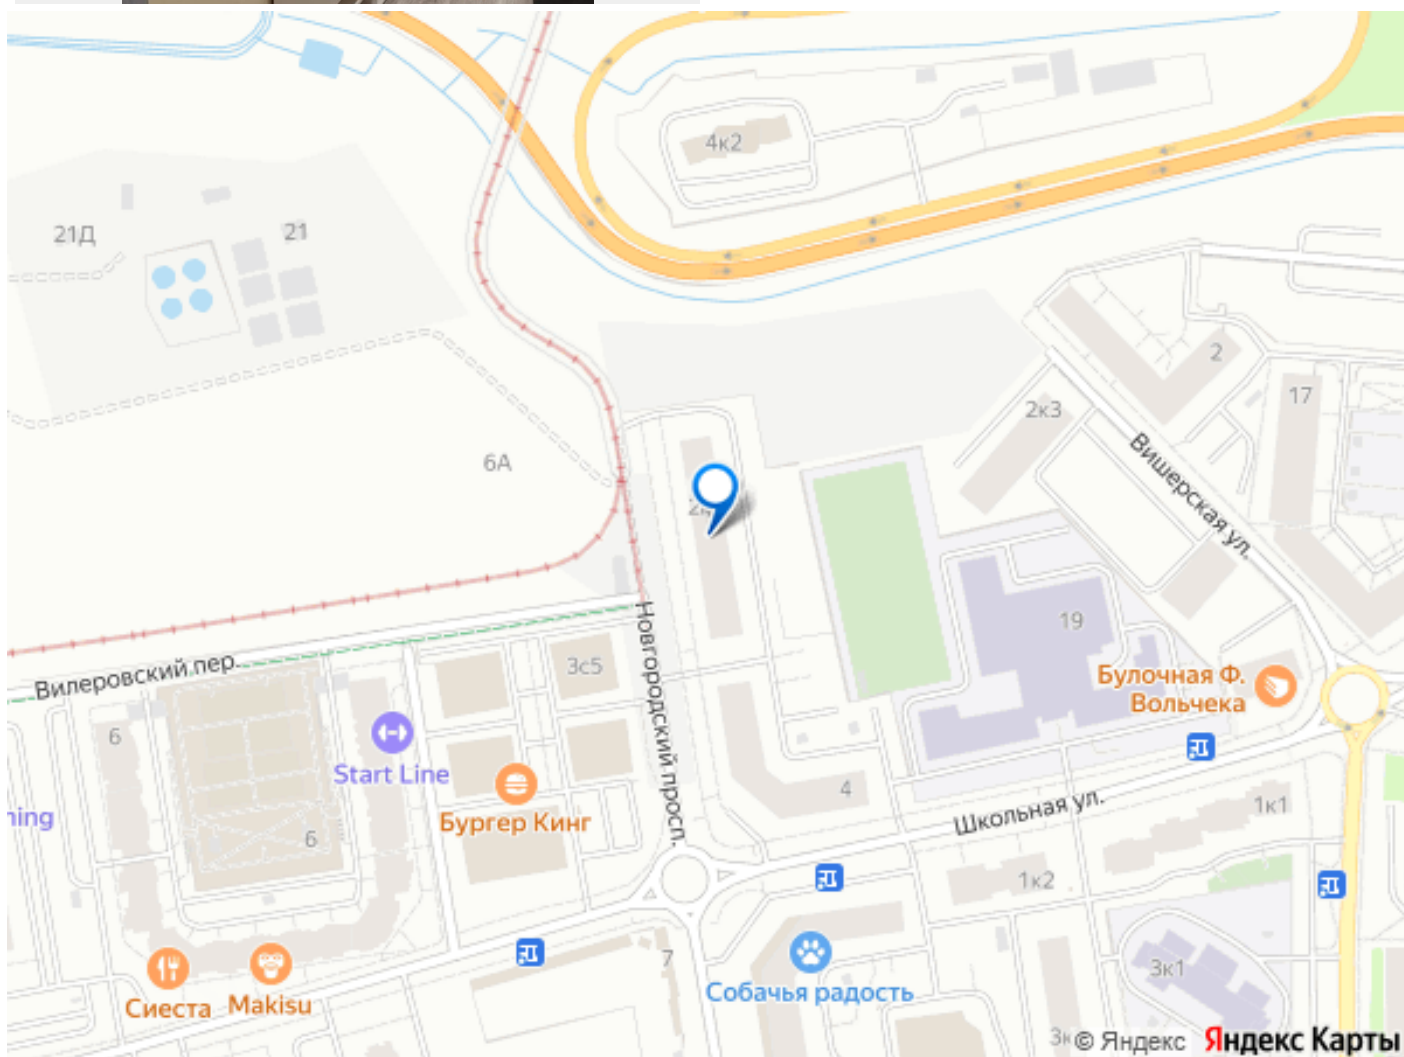 4к2
21Д
21
2
17
2к3
6А
Вишерская ул.
19
3с5
Новгородский просп.
Вилеровский пер.
Булочная Ф.
Вольчека
6
Start Line
4
Школьная ул.
1к1
ning
Бургер Кинг
6
1к2
7
3к1
Сиеста
Makisu
Собачья радость
© Яндекс
Яндекс Карты